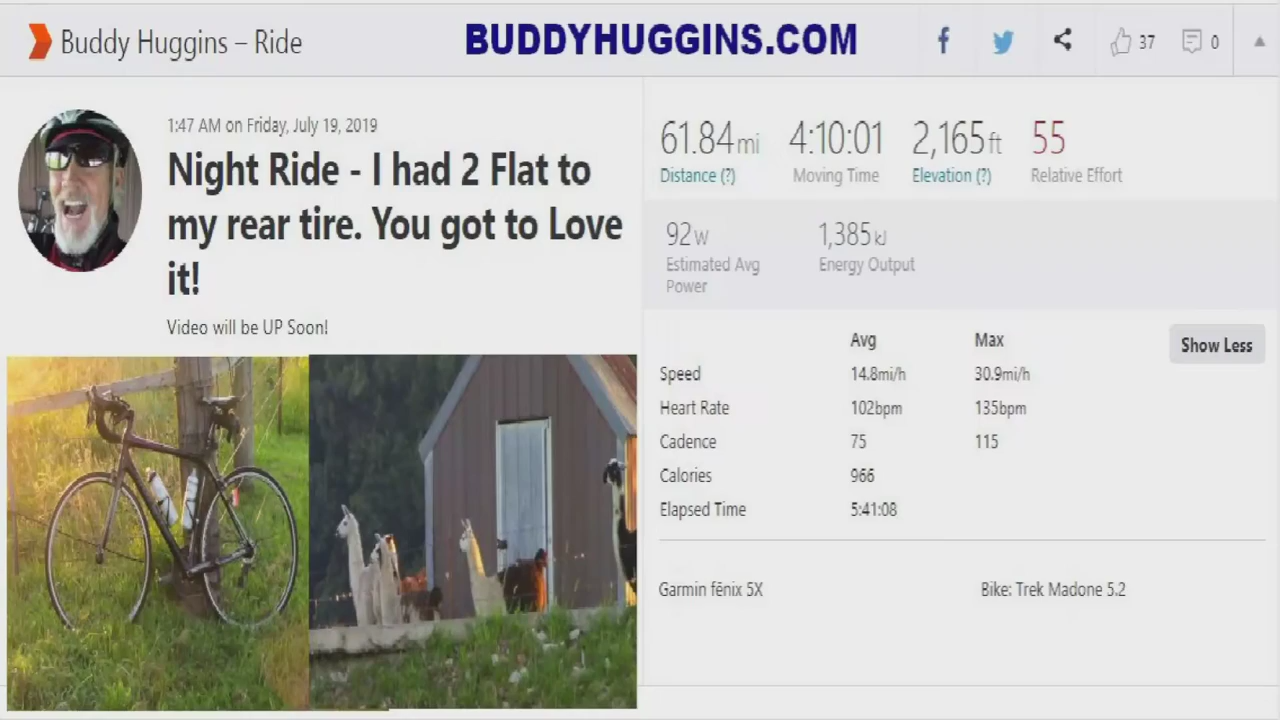 Buddy Huggins – Ride
BUDDYHUGGINS.COM
37
0
1:47 AM on Friday, July 19, 2019
Night Ride - I had 2 Flat to
my rear tire. You got to Love
it!
Video will be UP Soon!
61.84mi 4:10:01 2,165ft 55
Distance (?) Moving Time Elevation (?) Relative Effort
92W 1,385kJ
Estimated Avg Energy Output
Power
Avg Max
Show Less
Speed 14.8mi/h 30.9mi/h
Heart Rate 102bpm 135bpm
Cadence 75 115
Calories 966
Elapsed Time 5:41:08
Garmin fēnix 5X Bike: Trek Madone 5.2